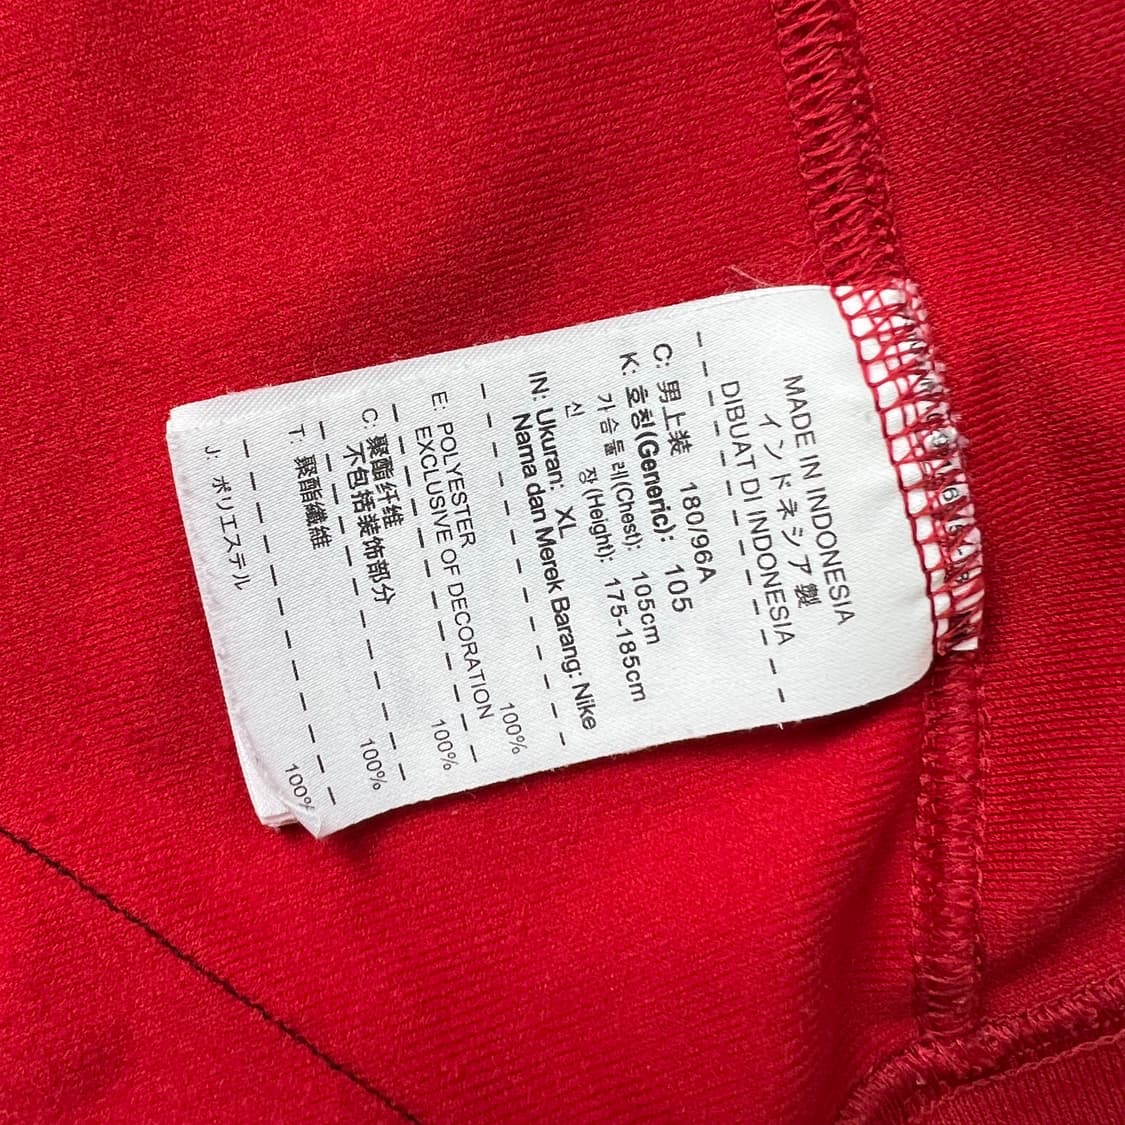 MADE IN INDONESIA
インドネシア製
DIBUAT DI INDONESIA
C: 男上装 180/96A
K: 호칭(Generic): 105
가슴둘레(Chest): 105cm
신 장(Height): 175-185cm
IN: Ukuran: XL
Nama dan Merek Barang: Nike
E: POLYESTER 100%
EXCLUSIVE OF DECORATION
C: 聚酯纤维 100%
不包括装饰部分
T: 聚酯纖維 100%
J: ポリエステル 100%